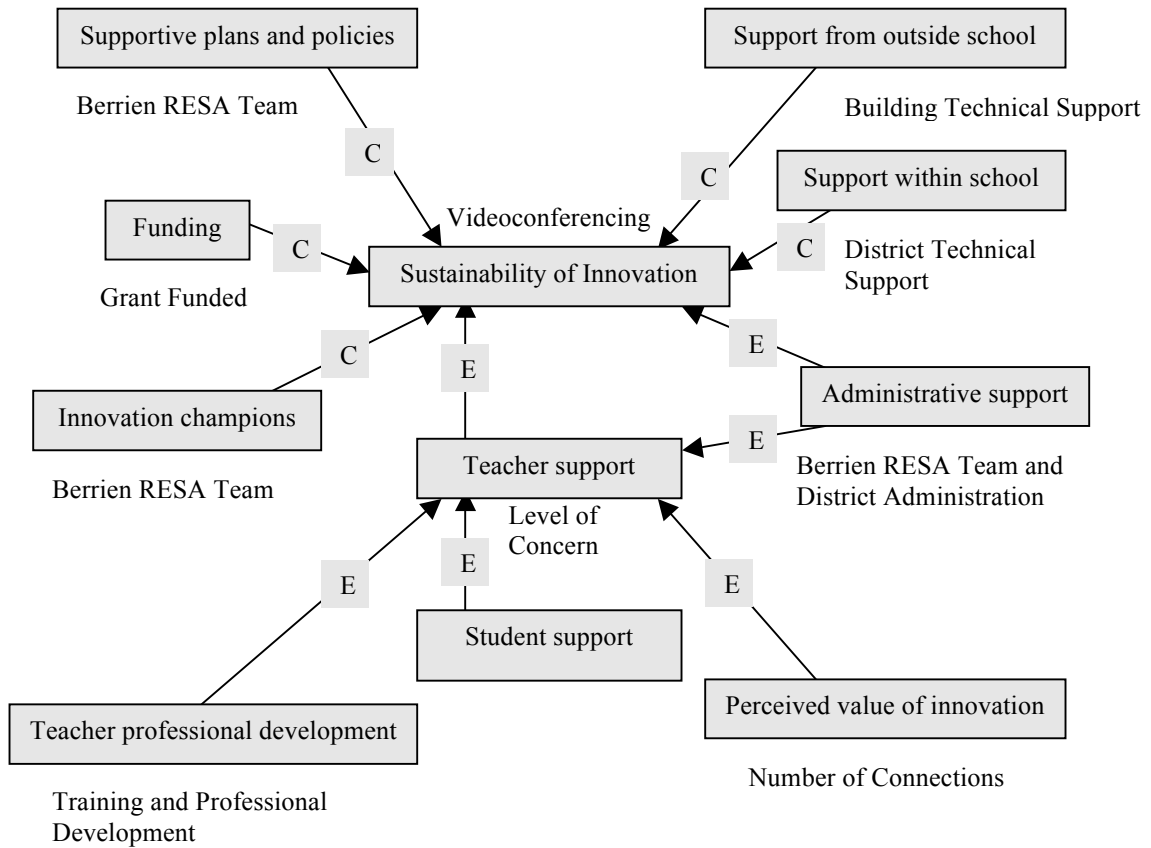 Supportive plans and policies
Support from outside school
Berrien RESA Team
Building Technical Support
C
C
Support within school
Funding
Videoconferencing
C
C
District Technical
Support
Sustainability of Innovation
Grant Funded
C
E
E
Innovation champions
Administrative support
E
Teacher support
Berrien RESA Team
Berrien RESA Team and
District Administration
Level of
Concern
E
E
E
Student support
Teacher professional development
Perceived value of innovation
Number of Connections
Training and Professional
Development